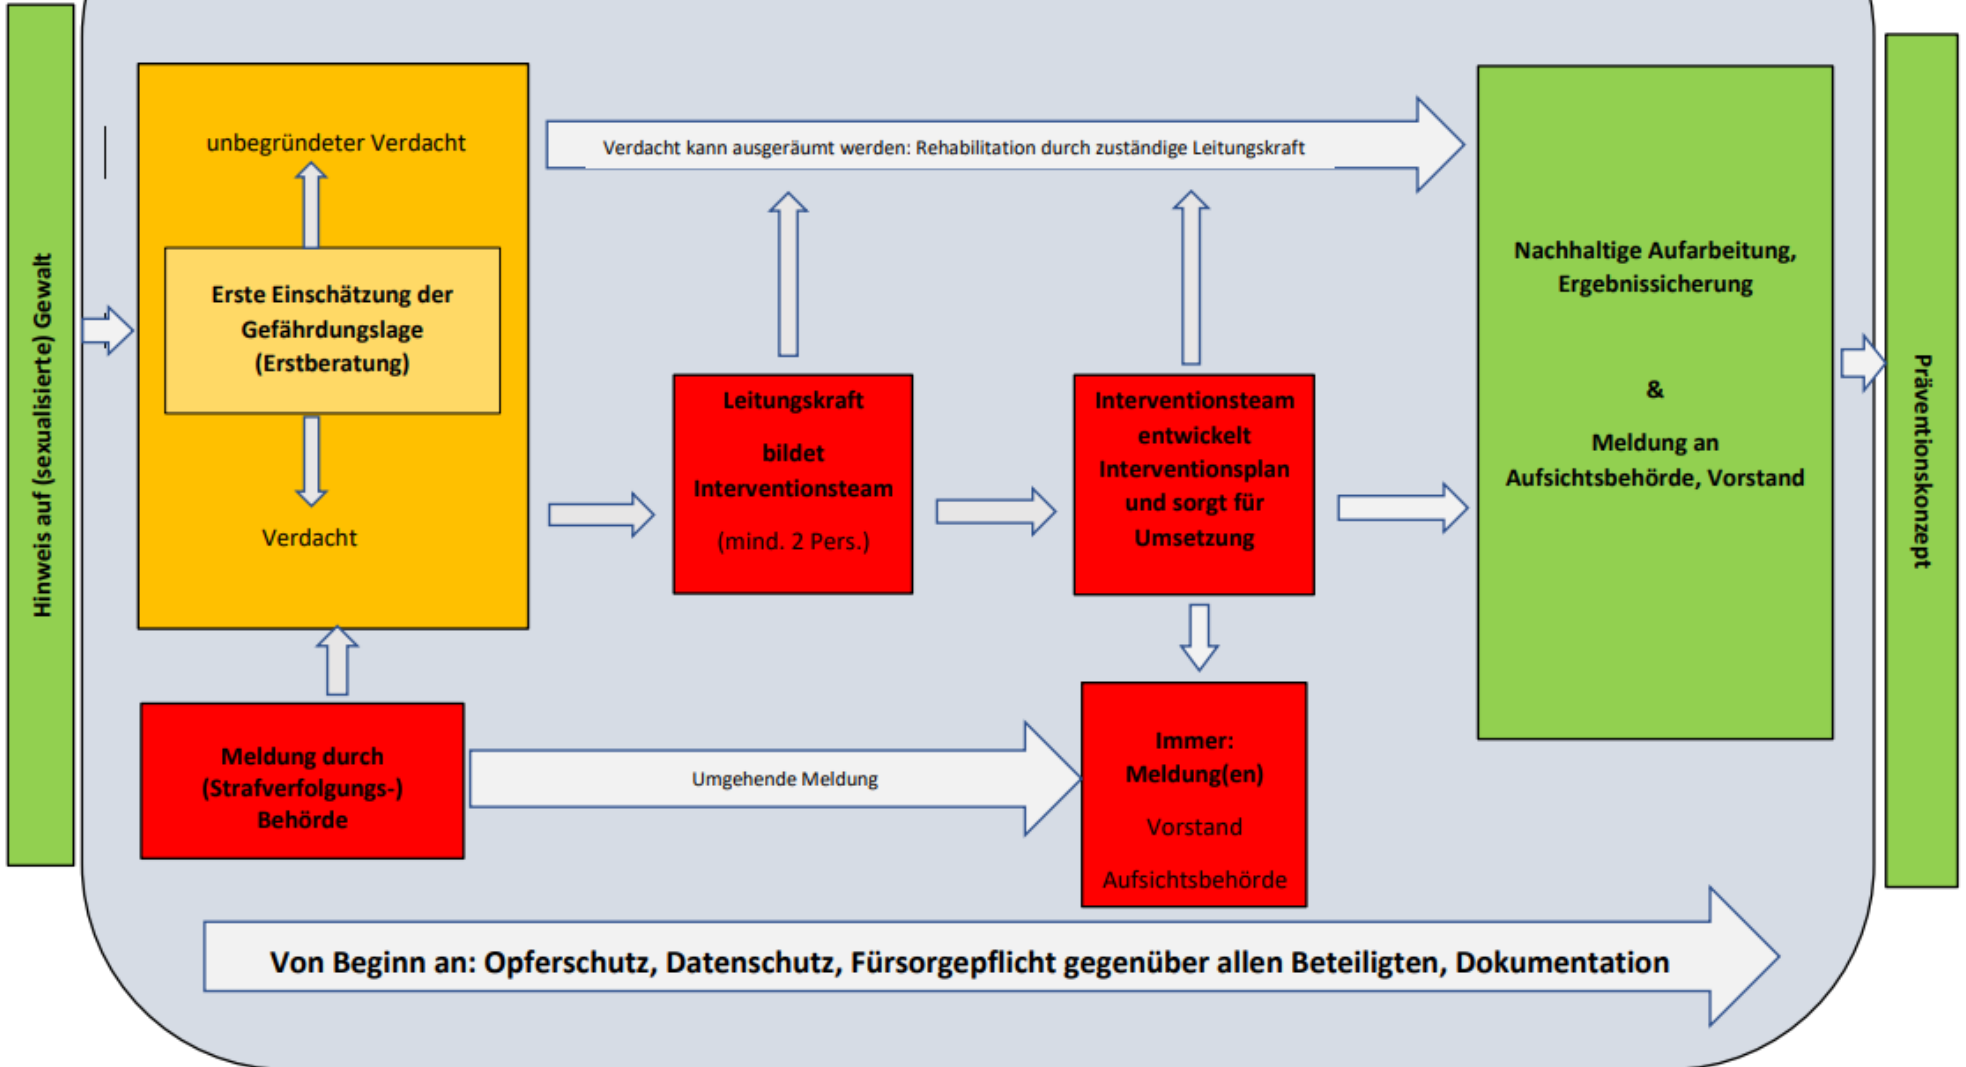 Hinweis auf (sexualisierte) Gewalt
unbegründeter Verdacht
Erste Einschätzung der
Gefährdungslage
(Erstberatung)
Verdacht
Verdacht kann ausgeräumt werden: Rehabilitation durch zuständige Leitungskraft
Leitungskraft
bildet
Interventionsteam
(mind. 2 Pers.)
Interventionsteam
entwickelt
Interventionsplan
und sorgt für
Umsetzung
Nachhaltige Aufarbeitung,
Ergebnissicherung
&
Meldung an
Aufsichtsbehörde, Vorstand
Präventionskonzept
Meldung durch
(Strafverfolgungs-)
Behörde
Umgehende Meldung
Immer:
Meldung(en)
Vorstand
Aufsichtsbehörde
Von Beginn an: Opferschutz, Datenschutz, Fürsorgepflicht gegenüber allen Beteiligten, Dokumentation